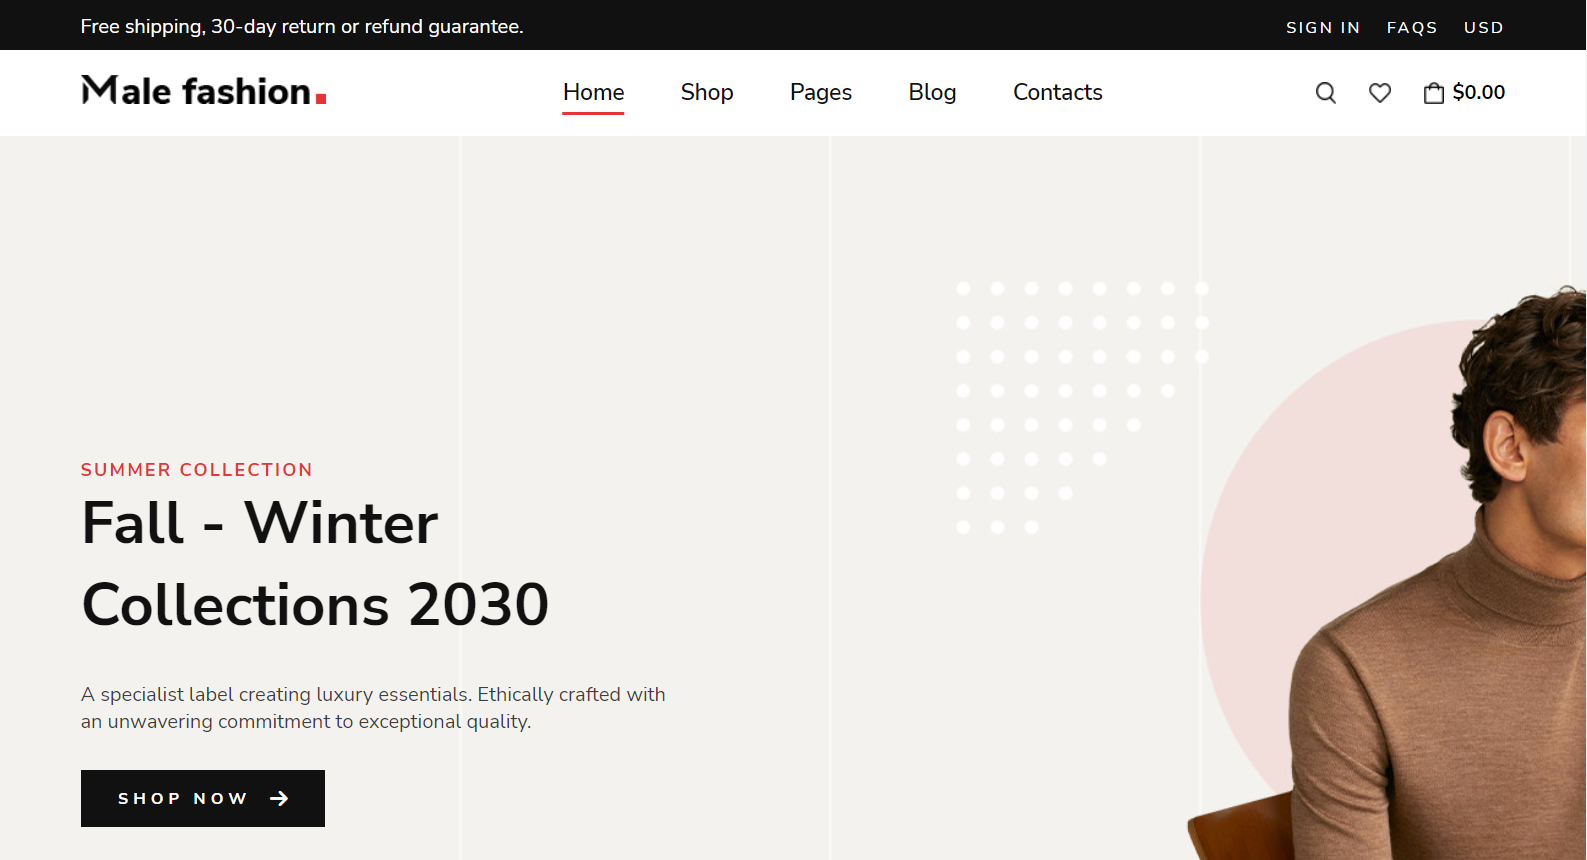 Free shipping, 30-day return or refund guarantee.
SIGN IN FAQS USD
Male fashion.
Home Shop Pages Blog Contacts
$0.00
SUMMER COLLECTION
Fall - Winter
Collections 2030
A specialist label creating luxury essentials. Ethically crafted with
an unwavering commitment to exceptional quality.
SHOP NOW